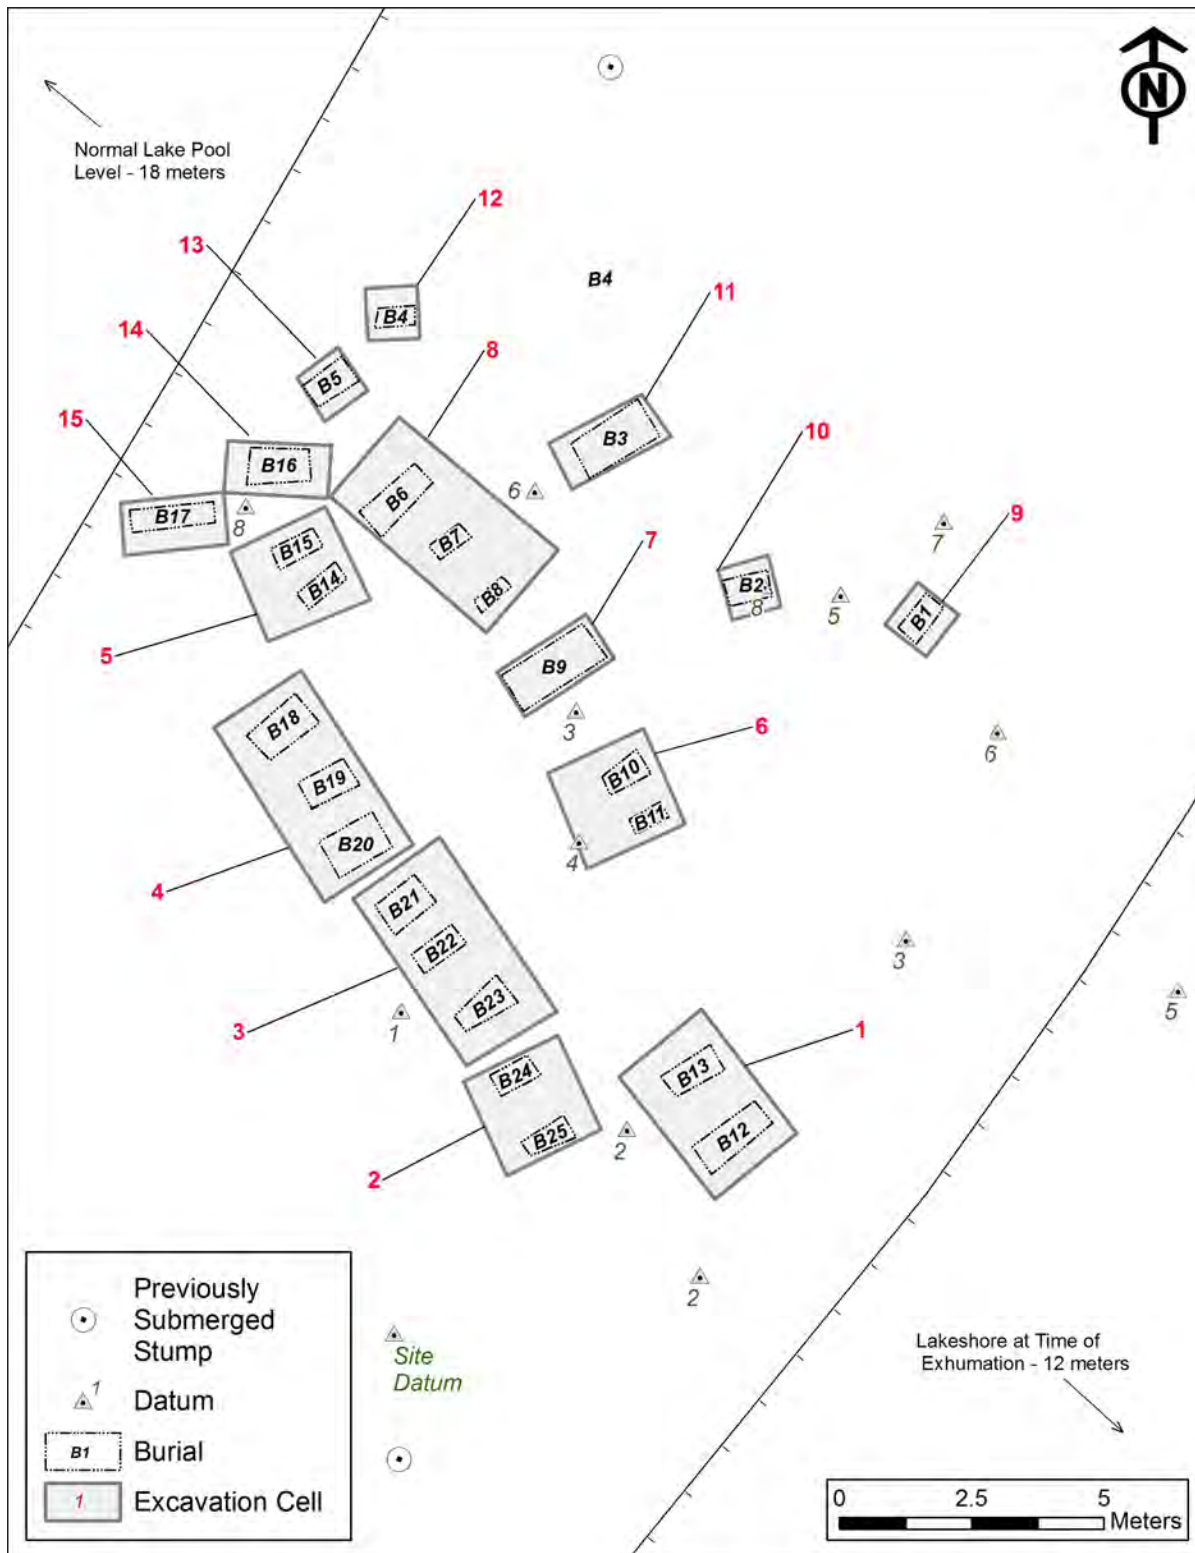 N
Normal Lake Pool
Level - 18 meters
12
13
B4
11
14
B4
8
B5
15
10
B3
B16
6
9
B6
8
B17
7
7
B15
B7
B2
B14
B8
8
5
B1
5
B9
3
6
B18
6
B10
B19
B11
B20
4
4
B21
3
B22
5
B23
1
3
1
B13
B24
B12
B25
2
2
2
Site
Datum
Lakeshore at Time of
Exhumation - 12 meters
Previously
Submerged
Stump
1
Datum
B1
Burial
1
Excavation Cell
0
2.5
5
Meters